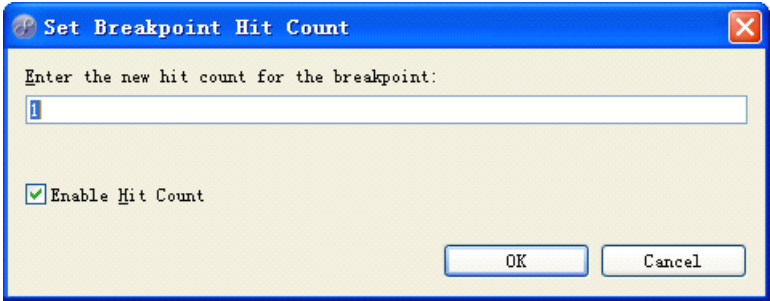 Set Breakpoint Hit Count
Enter the new hit count for the breakpoint:
1
Enable Hit Count
OK Cancel